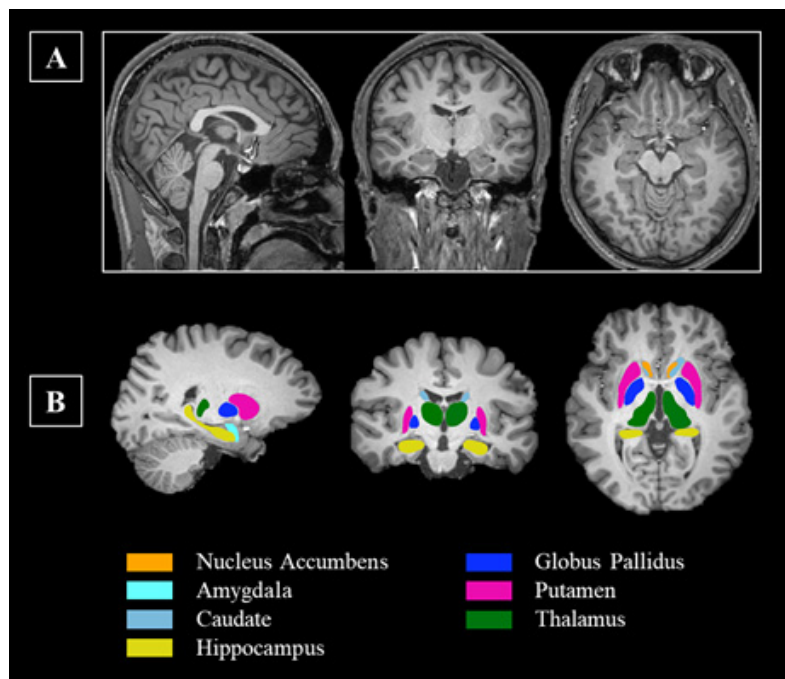 A
B
Nucleus Accumbens
Globus Pallidus
Amygdala
Putamen
Caudate
Thalamus
Hippocampus